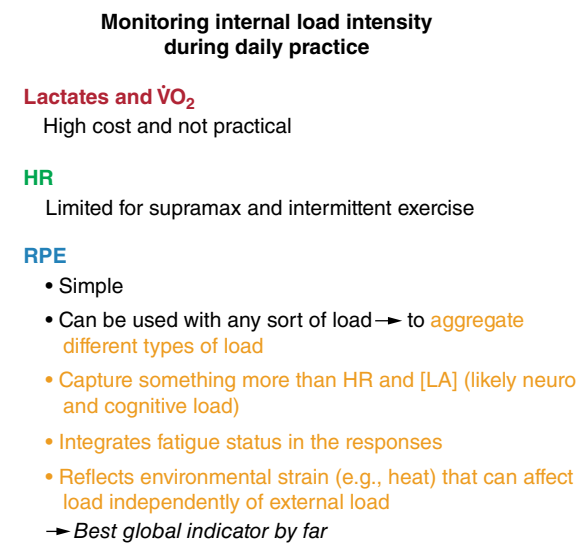 Monitoring internal load intensity
during daily practice
Lactates and V̇O₂
High cost and not practical
HR
Limited for supramax and intermittent exercise
RPE
• Simple
• Can be used with any sort of load → to aggregate
different types of load
• Capture something more than HR and [LA] (likely neuro
and cognitive load)
• Integrates fatigue status in the responses
• Reflects environmental strain (e.g., heat) that can affect
load independently of external load
→ Best global indicator by far